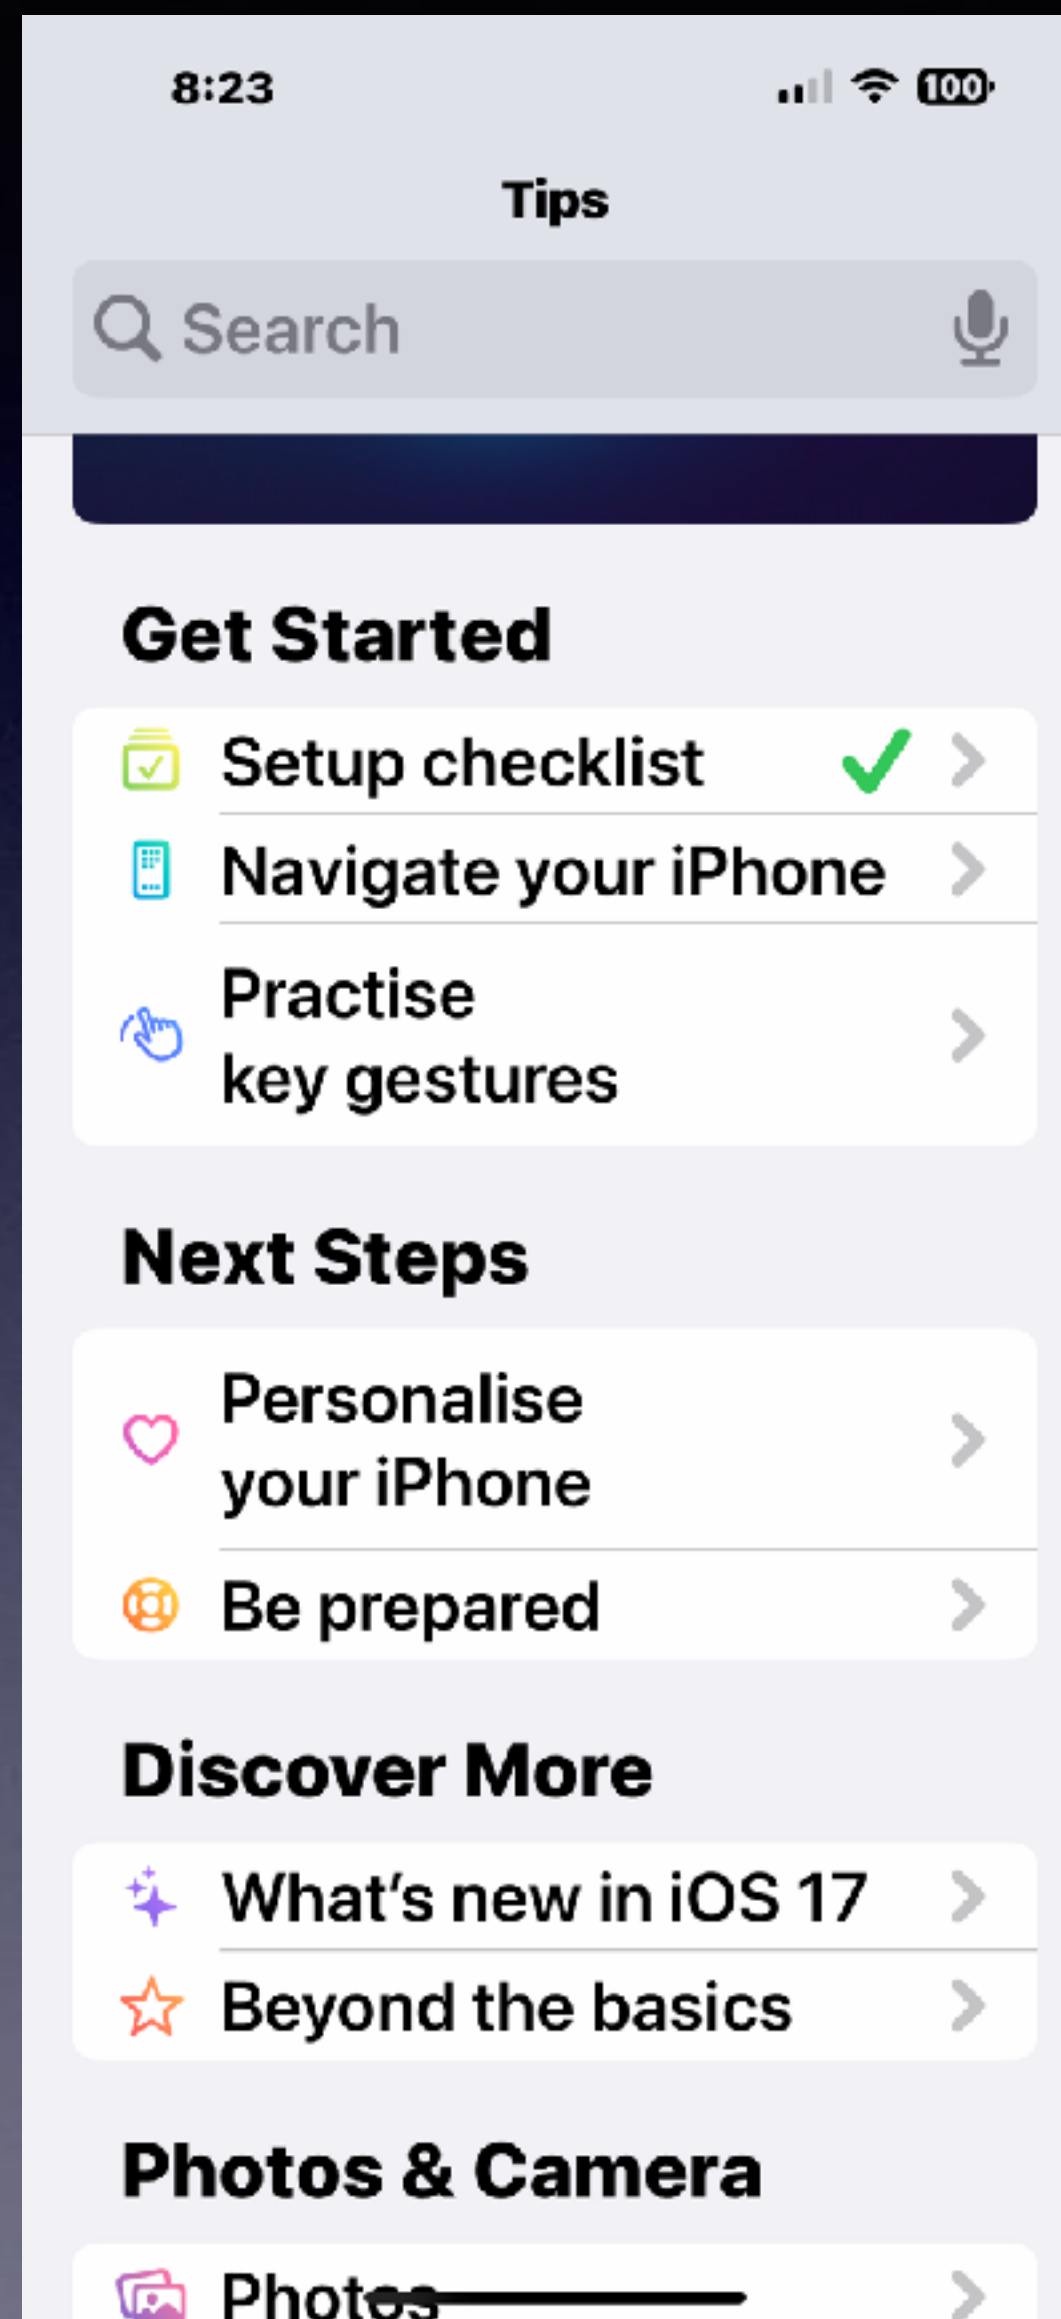 8:23
100
Tips
Search
Get Started
Setup checklist
Navigate your iPhone
Practise
key gestures
Next Steps
Personalise
your iPhone
Be prepared
Discover More
What's new in iOS 17
Beyond the basics
Photos & Camera
Photos